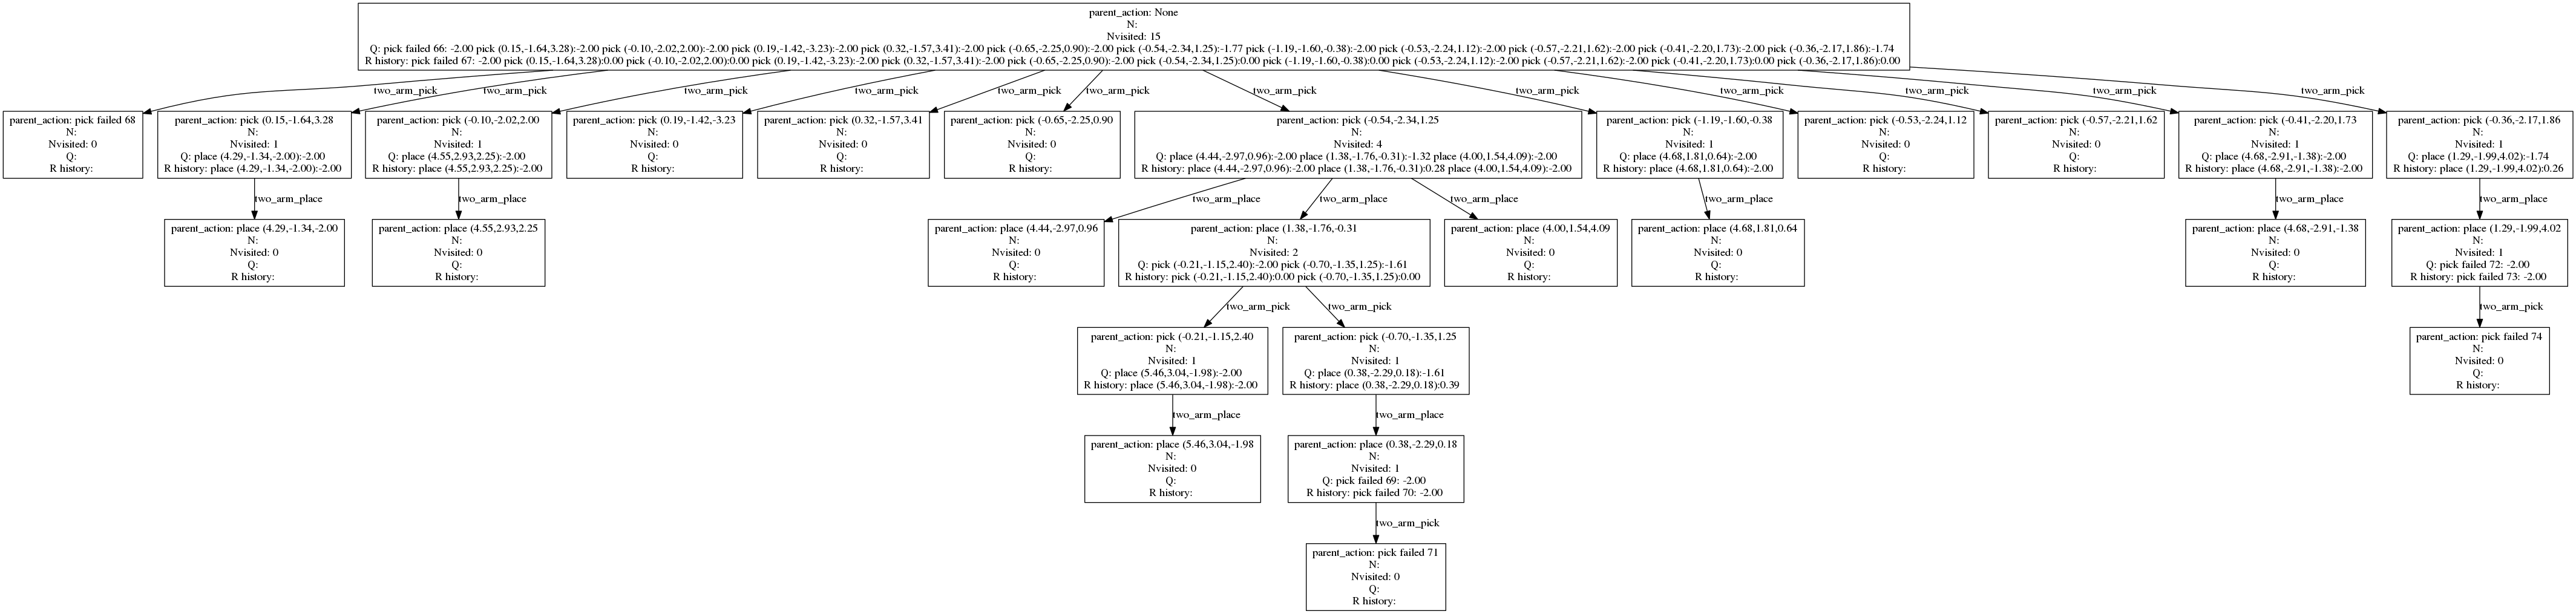 parent_action: None
N:
Nvisited: 15
Q: pick failed 66: -2.00 pick (0.15,-1.64,3.28):-2.00 pick (-0.10,-2.02,2.00):-2.00 pick (0.19,-1.42,-3.23):-2.00 pick (0.32,-1.57,3.41):-2.00 pick (-0.65,-2.25,0.90):-2.00 pick (-0.54,-2.34,1.25):-1.77 pick (-1.19,-1.60,-0.38):-2.00 pick (-0.53,-2.24,1.12):-2.00 pick (-0.57,-2.21,1.62):-2.00 pick (-0.41,-2.20,1.73):-2.00 pick (-0.36,-2.17,1.86):-1.74
R history: pick failed 67: -2.00 pick (0.15,-1.64,3.28):0.00 pick (-0.10,-2.02,2.00):0.00 pick (0.19,-1.42,-3.23):-2.00 pick (0.32,-1.57,3.41):-2.00 pick (-0.65,-2.25,0.90):-2.00 pick (-0.54,-2.34,1.25):0.00 pick (-1.19,-1.60,-0.38):0.00 pick (-0.53,-2.24,1.12):-2.00 pick (-0.57,-2.21,1.62):-2.00 pick (-0.41,-2.20,1.73):0.00 pick (-0.36,-2.17,1.86):0.00
two_arm_pick
two_arm_pick
two_arm_pick
two_arm_pick
two_arm_pick
two_arm_pick
two_arm_pick
two_arm_pick
two_arm_pick
two_arm_pick
two_arm_pick
two_arm_pick
parent_action: pick failed 68
N:
Nvisited: 0
Q:
R history:
parent_action: pick (0.15,-1.64,3.28
N:
Nvisited: 1
Q: place (4.29,-1.34,-2.00):-2.00
R history: place (4.29,-1.34,-2.00):-2.00
parent_action: pick (-0.10,-2.02,2.00
N:
Nvisited: 1
Q: place (4.55,2.93,2.25):-2.00
R history: place (4.55,2.93,2.25):-2.00
parent_action: pick (0.19,-1.42,-3.23
N:
Nvisited: 0
Q:
R history:
parent_action: pick (0.32,-1.57,3.41
N:
Nvisited: 0
Q:
R history:
parent_action: pick (-0.65,-2.25,0.90
N:
Nvisited: 0
Q:
R history:
parent_action: pick (-0.54,-2.34,1.25
N:
Nvisited: 4
Q: place (4.44,-2.97,0.96):-2.00 place (1.38,-1.76,-0.31):-1.32 place (4.00,1.54,4.09):-2.00
R history: place (4.44,-2.97,0.96):-2.00 place (1.38,-1.76,-0.31):0.28 place (4.00,1.54,4.09):-2.00
parent_action: pick (-1.19,-1.60,-0.38
N:
Nvisited: 1
Q: place (4.68,1.81,0.64):-2.00
R history: place (4.68,1.81,0.64):-2.00
parent_action: pick (-0.53,-2.24,1.12
N:
Nvisited: 0
Q:
R history:
parent_action: pick (-0.57,-2.21,1.62
N:
Nvisited: 0
Q:
R history:
parent_action: pick (-0.41,-2.20,1.73
N:
Nvisited: 1
Q: place (4.68,-2.91,-1.38):-2.00
R history: place (4.68,-2.91,-1.38):-2.00
parent_action: pick (-0.36,-2.17,1.86
N:
Nvisited: 1
Q: place (1.29,-1.99,4.02):-1.74
R history: place (1.29,-1.99,4.02):0.26
two_arm_place
two_arm_place
two_arm_place
two_arm_place
two_arm_place
two_arm_place
two_arm_place
two_arm_place
parent_action: place (4.29,-1.34,-2.00
N:
Nvisited: 0
Q:
R history:
parent_action: place (4.55,2.93,2.25
N:
Nvisited: 0
Q:
R history:
parent_action: place (4.44,-2.97,0.96
N:
Nvisited: 0
Q:
R history:
parent_action: place (1.38,-1.76,-0.31
N:
Nvisited: 2
Q: pick (-0.21,-1.15,2.40):-2.00 pick (-0.70,-1.35,1.25):-1.61
R history: pick (-0.21,-1.15,2.40):0.00 pick (-0.70,-1.35,1.25):0.00
parent_action: place (4.00,1.54,4.09
N:
Nvisited: 0
Q:
R history:
parent_action: place (4.68,1.81,0.64
N:
Nvisited: 0
Q:
R history:
parent_action: place (4.68,-2.91,-1.38
N:
Nvisited: 0
Q:
R history:
parent_action: place (1.29,-1.99,4.02
N:
Nvisited: 1
Q: pick failed 72: -2.00
R history: pick failed 73: -2.00
two_arm_pick
two_arm_pick
two_arm_pick
parent_action: pick (-0.21,-1.15,2.40
N:
Nvisited: 1
Q: place (5.46,3.04,-1.98):-2.00
R history: place (5.46,3.04,-1.98):-2.00
parent_action: pick (-0.70,-1.35,1.25
N:
Nvisited: 1
Q: place (0.38,-2.29,0.18):-1.61
R history: place (0.38,-2.29,0.18):0.39
parent_action: pick failed 74
N:
Nvisited: 0
Q:
R history:
two_arm_place
two_arm_place
parent_action: place (5.46,3.04,-1.98
N:
Nvisited: 0
Q:
R history:
parent_action: place (0.38,-2.29,0.18
N:
Nvisited: 1
Q: pick failed 69: -2.00
R history: pick failed 70: -2.00
two_arm_pick
parent_action: pick failed 71
N:
Nvisited: 0
Q:
R history: